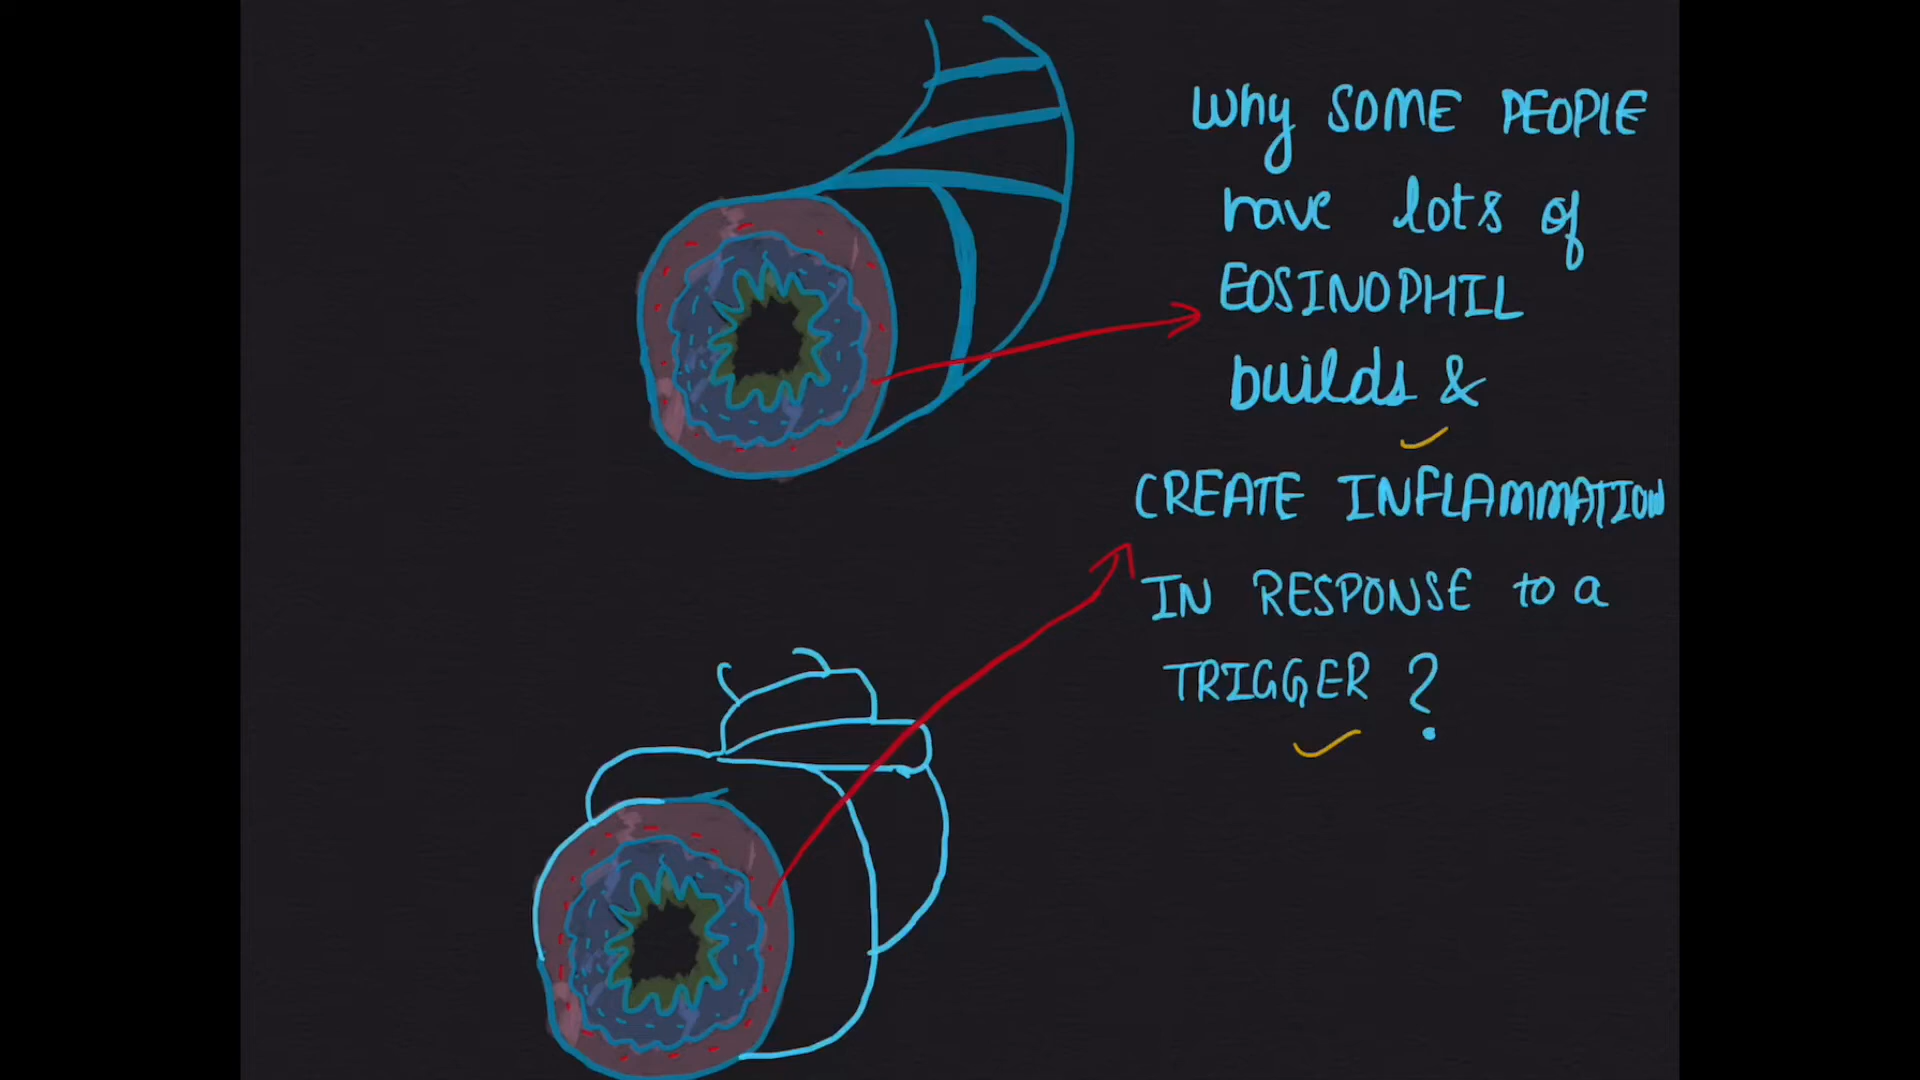 Why SOME PEOPLE
have lots of
EOSINOPHIL
builds &
CREATE INFLAMMATION
IN RESPONSE to a
TRIGGER ?